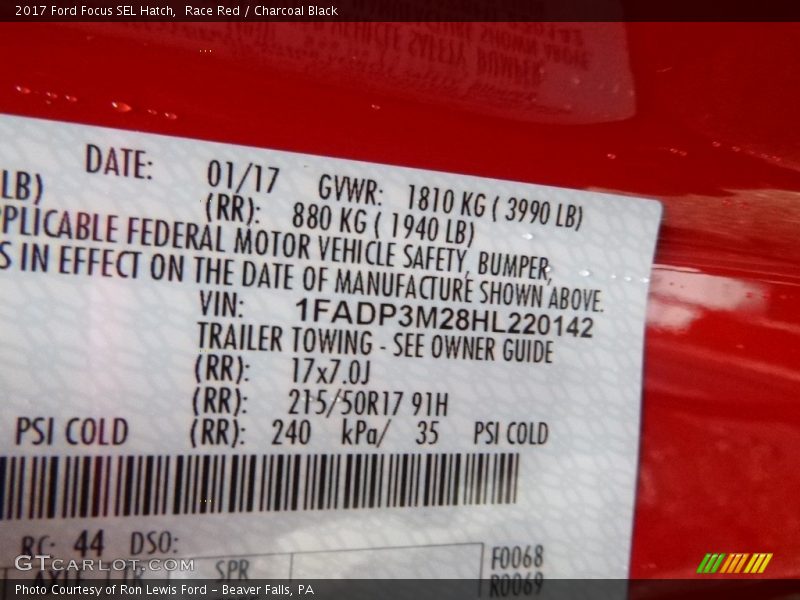 2017 Ford Focus SEL Hatch,  Race Red / Charcoal Black
DATE: 01/17 GVWR: 1810 KG ( 3990 LB)
LB) (RR): 880 KG ( 1940 LB)
PPLICABLE FEDERAL MOTOR VEHICLE SAFETY, BUMPER,
S IN EFFECT ON THE DATE OF MANUFACTURE SHOWN ABOVE.
VIN: 1FADP3M28HL220142
TRAILER TOWING - SEE OWNER GUIDE
(RR): 17x7.0J
(RR): 215/50R17 91H
PSI COLD (RR): 240 kPa/ 35 PSI COLD
RC: 44 DSO:
GTCARLOT.COM
SPR F0068
R0069
Photo Courtesy of Ron Lewis Ford - Beaver Falls, PA